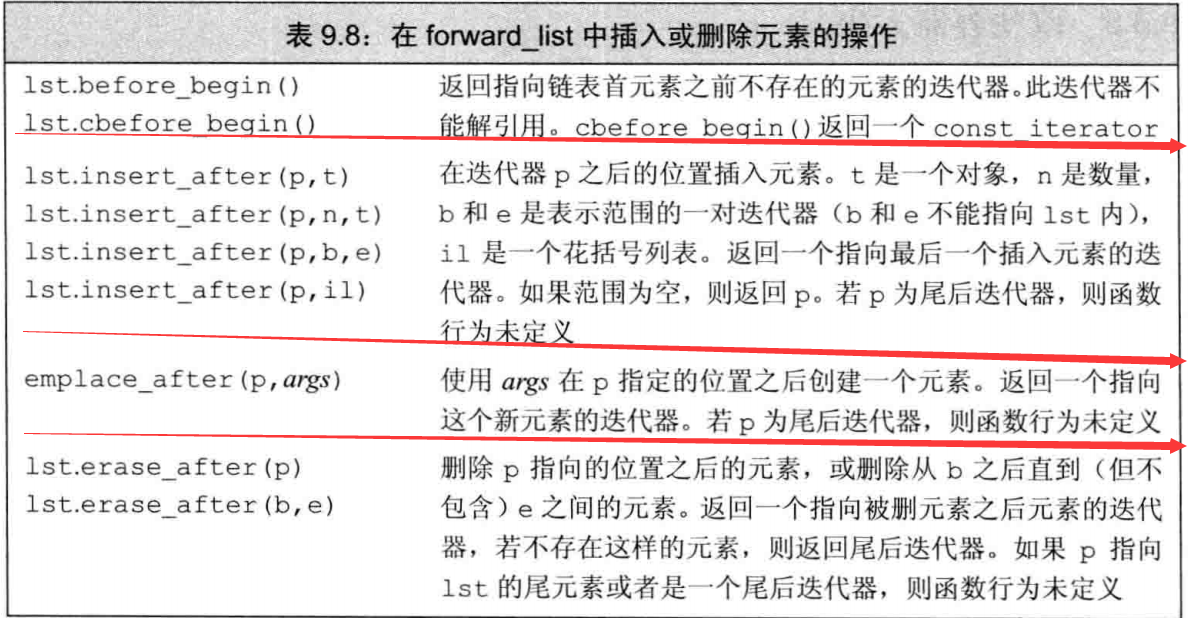 表 9.8：在 forward_list 中插入或删除元素的操作
lst.before_begin() 返回指向链表首元素之前不存在的元素的迭代器。此迭代器不
lst.cbefore_begin() 能解引用。cbefore_begin()返回一个 const_iterator
lst.insert_after(p,t) 在迭代器 p 之后的位置插入元素。t 是一个对象，n 是数量，
lst.insert_after(p,n,t) b 和 e 是表示范围的一对迭代器（b 和 e 不能指向 lst 内），
lst.insert_after(p,b,e) il 是一个花括号列表。返回一个指向最后一个插入元素的迭
lst.insert_after(p,il) 代器。如果范围为空，则返回 p。若 p 为尾后迭代器，则函数
行为未定义
emplace_after(p,args) 使用 args 在 p 指定的位置之后创建一个元素。返回一个指向
这个新元素的迭代器。若 p 为尾后迭代器，则函数行为未定义
lst.erase_after(p) 删除 p 指向的位置之后的元素，或删除从 b 之后直到（但不
lst.erase_after(b,e) 包含）e 之间的元素。返回一个指向被删元素之后元素的迭代
器，若不存在这样的元素，则返回尾后迭代器。如果 p 指向
lst 的尾元素或者是一个尾后迭代器，则函数行为未定义